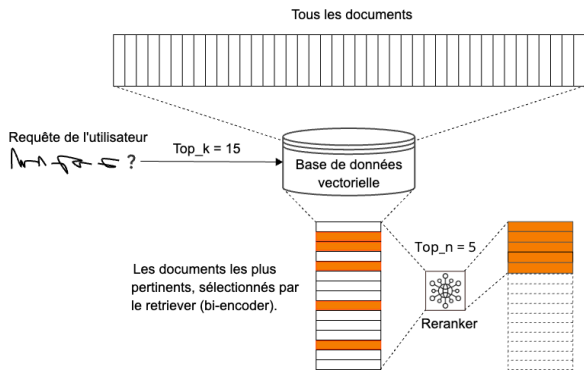 Tous les documents
Requête de l'utilisateur
?
Top_k = 15
Base de données
vectorielle
Top_n = 5
Les documents les plus
pertinents, sélectionnés par
le retriever (bi-encoder).
Reranker